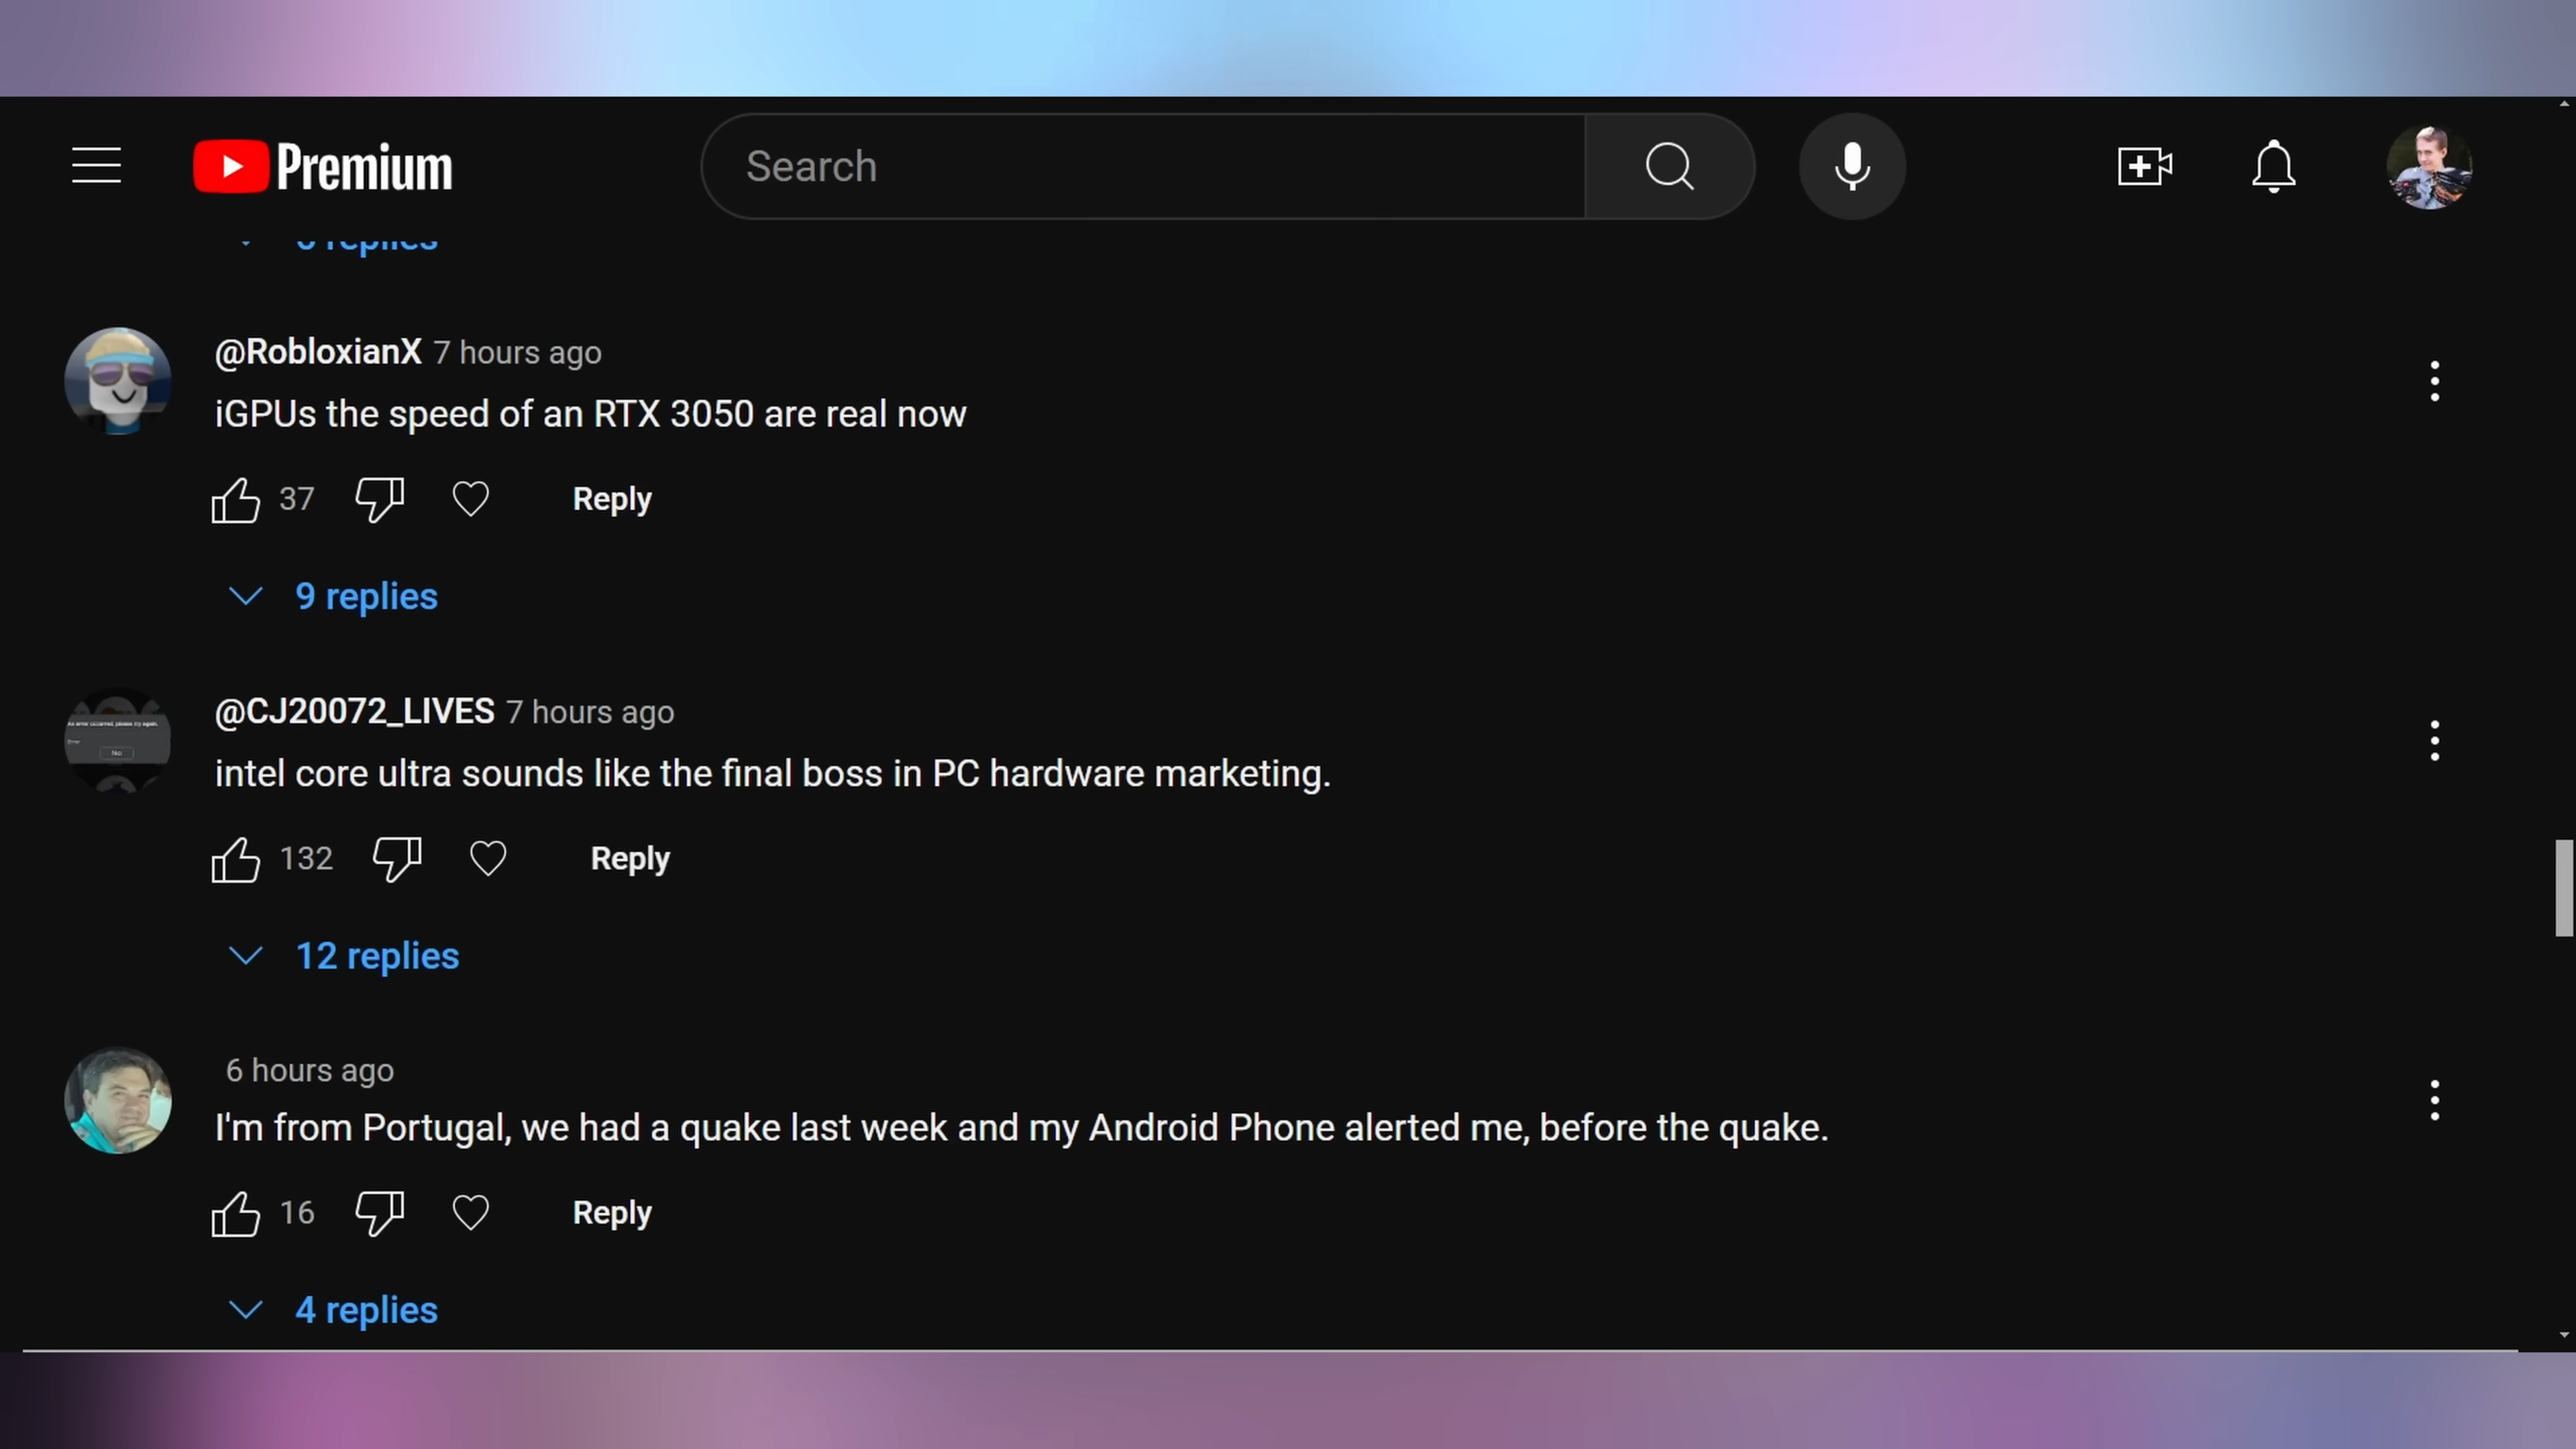 Premium
Search
@RobloxianX 7 hours ago
iGPUs the speed of an RTX 3050 are real now
37 Reply
9 replies
@CJ20072_LIVES 7 hours ago
intel core ultra sounds like the final boss in PC hardware marketing.
132 Reply
12 replies
6 hours ago
I'm from Portugal, we had a quake last week and my Android Phone alerted me, before the quake.
16 Reply
4 replies